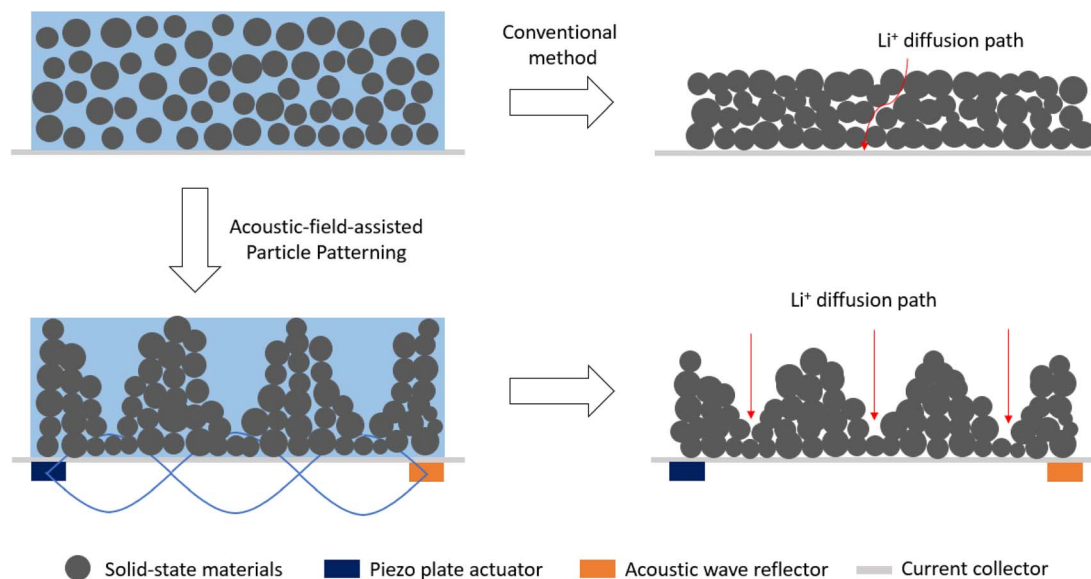 Conventional
method
Li⁺ diffusion path
Acoustic-field-assisted
Particle Patterning
Li⁺ diffusion path
Solid-state materials
Piezo plate actuator
Acoustic wave reflector
Current collector